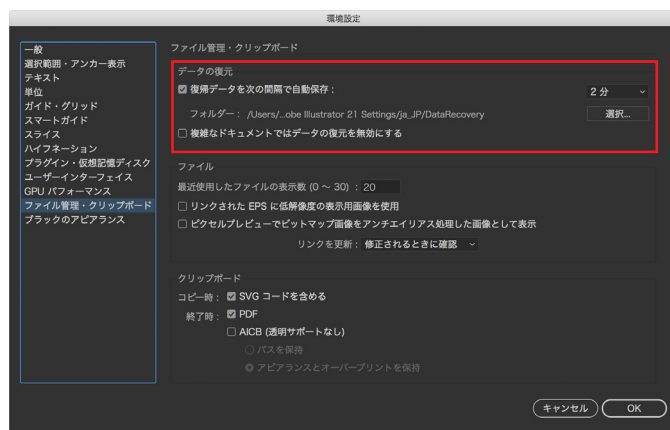 環境設定
一般
選択範囲・アンカー表示
テキスト
単位
ガイド・グリッド
スマートガイド
スライス
ハイフネーション
プラグイン・仮想記憶ディスク
ユーザーインターフェイス
GPU パフォーマンス
ファイル管理・クリップボード
ブラックのアピアランス
ファイル管理・クリップボード
データの復元
復帰データを次の間隔で自動保存：
2 分
フォルダー： /Users/...obe Illustrator 21 Settings/ja_JP/DataRecovery
選択...
複雑なドキュメントではデータの復元を無効にする
ファイル
最近使用したファイルの表示数 (0 ～ 30) ：20
リンクされた EPS に低解像度の表示用画像を使用
ピクセルプレビューでビットマップ画像をアンチエイリアス処理した画像として表示
リンクを更新：修正されるときに確認
クリップボード
コピー時： SVG コードを含める
終了時： PDF
AICB (透明サポートなし)
パスを保持
アピアランスとオーバープリントを保持
キャンセル
OK